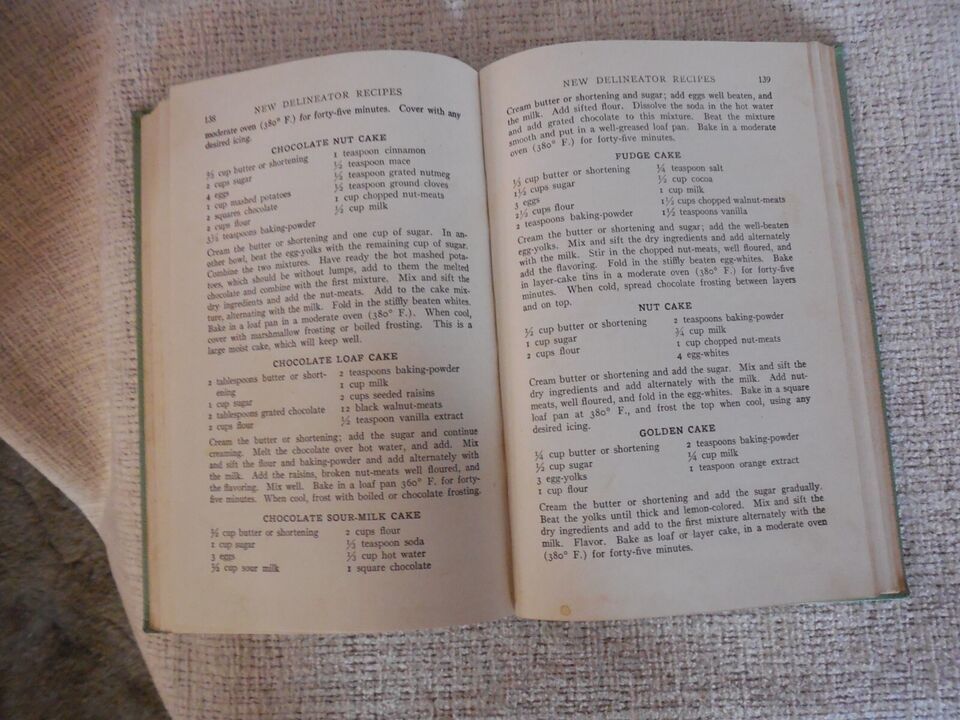 138 NEW DELINEATOR RECIPES
moderate oven (380° F.) for forty-five minutes. Cover with any
desired icing.
CHOCOLATE NUT CAKE
cup butter or shortening
2 cups sugar
4 eggs
1 cup mashed potatoes
2 squares chocolate
2 cups flour
3½ teaspoons baking-powder
1 teaspoon cinnamon
½ teaspoon mace
½ teaspoon grated nutmeg
½ teaspoon ground cloves
1 cup chopped nut-meats
½ cup milk
Cream the butter or shortening and one cup of sugar. In an-
other bowl, beat the egg-yolks with the remaining cup of sugar.
Combine the two mixtures. Have ready the hot mashed pota-
toes, which should be without lumps, add to them the melted
chocolate and combine with the first mixture. Mix and sift the
dry ingredients and add the nut-meats. Add to the cake mix-
ture, alternating with the milk. Fold in the stiffly beaten whites.
Bake in a loaf pan in a moderate oven (380° F.). When cool,
cover with marshmallow frosting or boiled frosting. This is a
large moist cake, which will keep well.
CHOCOLATE LOAF CAKE
2 tablespoons butter or short-
ening
1 cup sugar
2 tablespoons grated chocolate
2 cups flour
2 teaspoons baking-powder
1 cup milk
2 cups seeded raisins
12 black walnut-meats
½ teaspoon vanilla extract
Cream the butter or shortening; add the sugar and continue
creaming. Melt the chocolate over hot water, and add. Mix
and sift the flour and baking-powder and add alternately with
the milk. Add the raisins, broken nut-meats well floured, and
the flavoring. Mix well. Bake in a loaf pan 360° F. for forty-
five minutes. When cool, frost with boiled or chocolate frosting.
CHOCOLATE SOUR-MILK CAKE
cup butter or shortening
1 cup sugar
3 eggs
cup sour milk
2 cups flour
teaspoon soda
cup hot water
1 square chocolate
NEW DELINEATOR RECIPES 139
Cream butter or shortening and sugar; add eggs well beaten, and
the milk. Add sifted flour. Dissolve the soda in the hot water
and add grated chocolate to this mixture. Beat the mixture
smooth and put in a well-greased loaf pan. Bake in a moderate
oven (380° F.) for forty-five minutes.
FUDGE CAKE
cup butter or shortening
1½ cups sugar
3 eggs
2½ cups flour
2 teaspoons baking-powder
¼ teaspoon salt
½ cup cocoa
1 cup milk
1½ cups chopped walnut-meats
1½ teaspoons vanilla
Cream the butter or shortening and sugar; add the well-beaten
egg-yolks. Mix and sift the dry ingredients and add alternately
with the milk. Stir in the chopped nut-meats, well floured, and
add the flavoring. Fold in the stiffly beaten egg-whites. Bake
in layer-cake tins in a moderate oven (380° F.) for forty-five
minutes. When cold, spread chocolate frosting between layers
and on top.
NUT CAKE
½ cup butter or shortening
1 cup sugar
2 cups flour
2 teaspoons baking-powder
¾ cup milk
1 cup chopped nut-meats
4 egg-whites
Cream butter or shortening and add the sugar. Mix and sift the
dry ingredients and add alternately with the milk. Add nut-
meats, well floured, and fold in the egg-whites. Bake in a square
loaf pan at 380° F., and frost the top when cool, using any
desired icing.
GOLDEN CAKE
¼ cup butter or shortening
½ cup sugar
3 egg-yolks
1 cup flour
2 teaspoons baking-powder
¼ cup milk
1 teaspoon orange extract
Cream the butter or shortening and add the sugar gradually.
Beat the yolks until thick and lemon-colored. Mix and sift the
dry ingredients and add to the first mixture alternately with the
milk. Flavor. Bake as loaf or layer cake, in a moderate oven
(380° F.) for forty-five minutes.